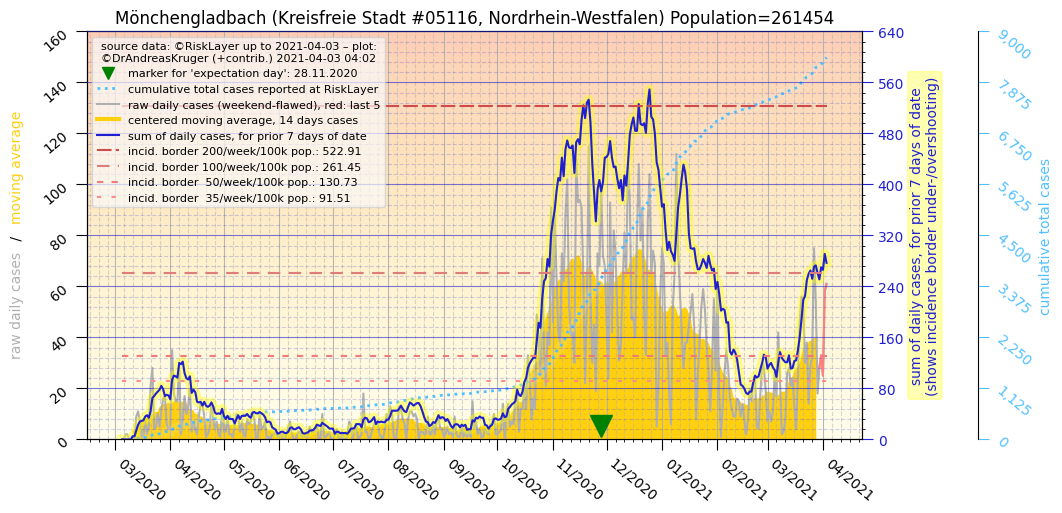 Mönchengladbach (Kreisfreie Stadt #05116, Nordrhein-Westfalen) Population=261454
source data: ©RiskLayer up to 2021-04-03 – plot:
©DrAndreasKruger (+contrib.) 2021-04-03 04:02
marker for 'expectation day': 28.11.2020
cumulative total cases reported at RiskLayer
raw daily cases (weekend-flawed), red: last 5
centered moving average, 14 days cases
sum of daily cases, for prior 7 days of date
incid. border 200/week/100k pop.: 522.91
incid. border 100/week/100k pop.: 261.45
incid. border 50/week/100k pop.: 130.73
incid. border 35/week/100k pop.: 91.51
raw daily cases / moving average
160
140
120
100
80
60
40
20
0
640
560
480
400
320
240
160
80
0
sum of daily cases, for prior 7 days of date
(shows incidence border under-/overshooting)
9,000
7,875
6,750
5,625
4,500
3,375
2,250
1,125
0
cumulative total cases
03/2020
04/2020
05/2020
06/2020
07/2020
08/2020
09/2020
10/2020
11/2020
12/2020
01/2021
02/2021
03/2021
04/2021